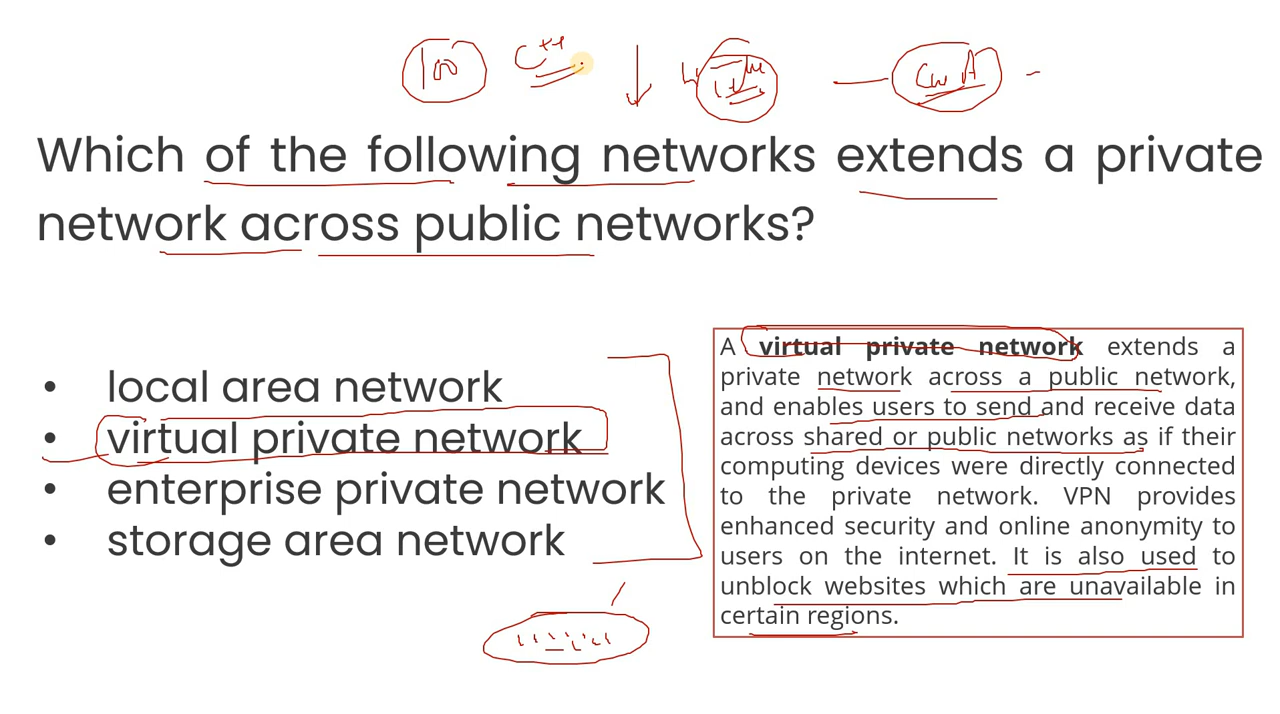 100 C++
Which of the following networks extends a private
network across public networks?
• local area network
• virtual private network
• enterprise private network
• storage area network
A virtual private network extends a
private network across a public network,
and enables users to send and receive data
across shared or public networks as if their
computing devices were directly connected
to the private network. VPN provides
enhanced security and online anonymity to
users on the internet. It is also used to
unblock websites which are unavailable in
certain regions.